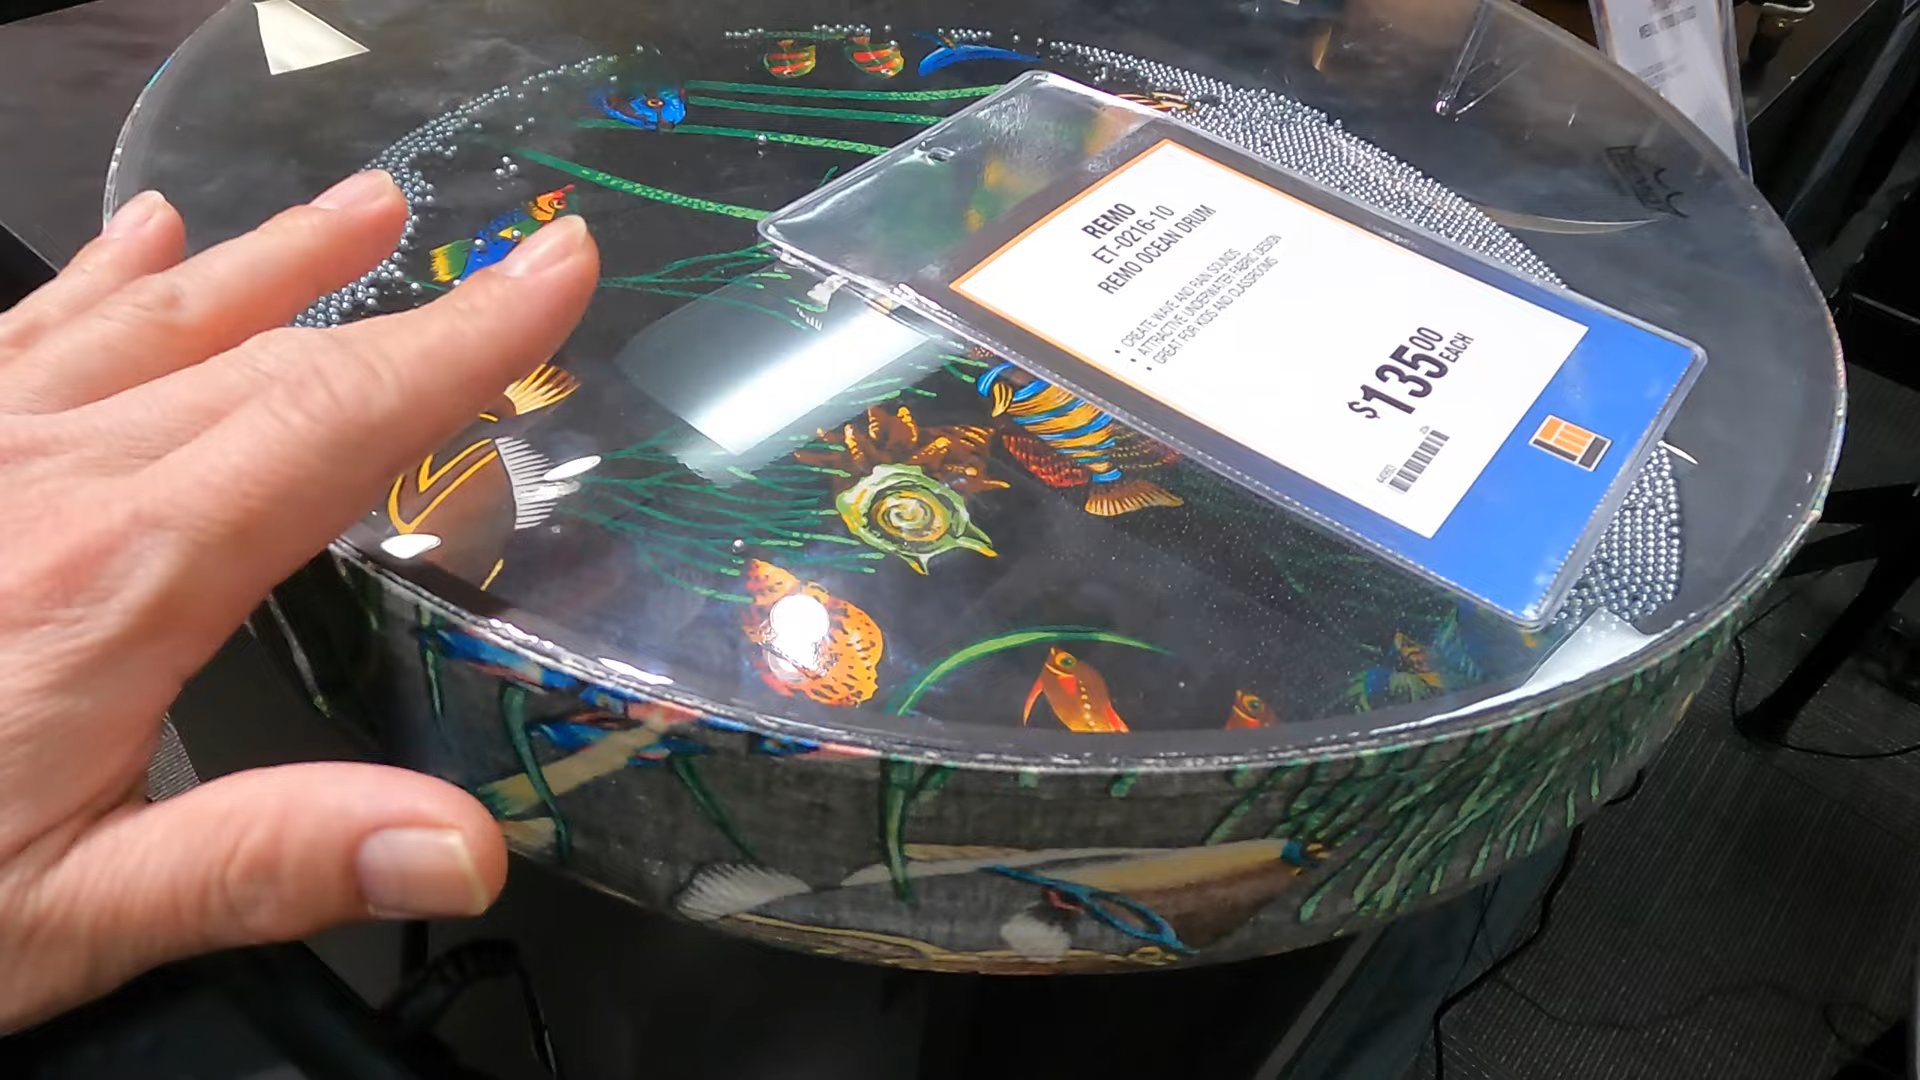 REMO
ET-0216-10
REMO OCEAN DRUM
• CREATE WAVE AND RAIN SOUNDS
• ATTRACTIVE UNDERWATER FABRIC DESIGN
• GREAT FOR KIDS AND CLASSROOMS
$135.00
EACH